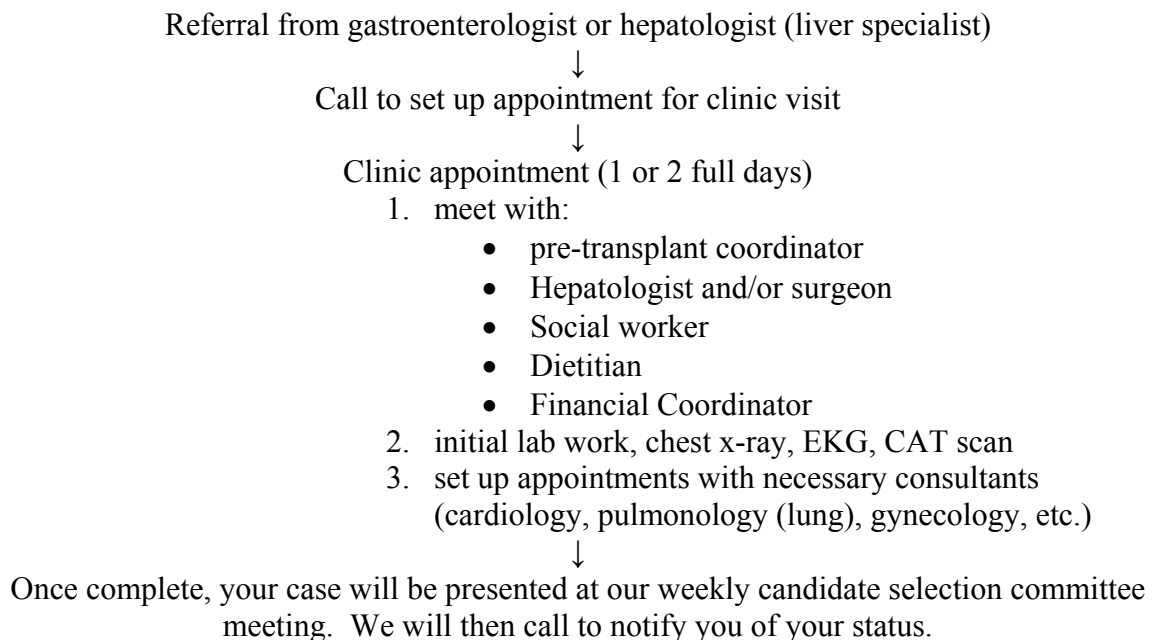 Referral from gastroenterologist or hepatologist (liver specialist)
↓
Call to set up appointment for clinic visit
↓
Clinic appointment (1 or 2 full days)
1. meet with:
• pre-transplant coordinator
• Hepatologist and/or surgeon
• Social worker
• Dietitian
• Financial Coordinator
2. initial lab work, chest x-ray, EKG, CAT scan
3. set up appointments with necessary consultants
(cardiology, pulmonology (lung), gynecology, etc.)
↓
Once complete, your case will be presented at our weekly candidate selection committee
meeting.  We will then call to notify you of your status.